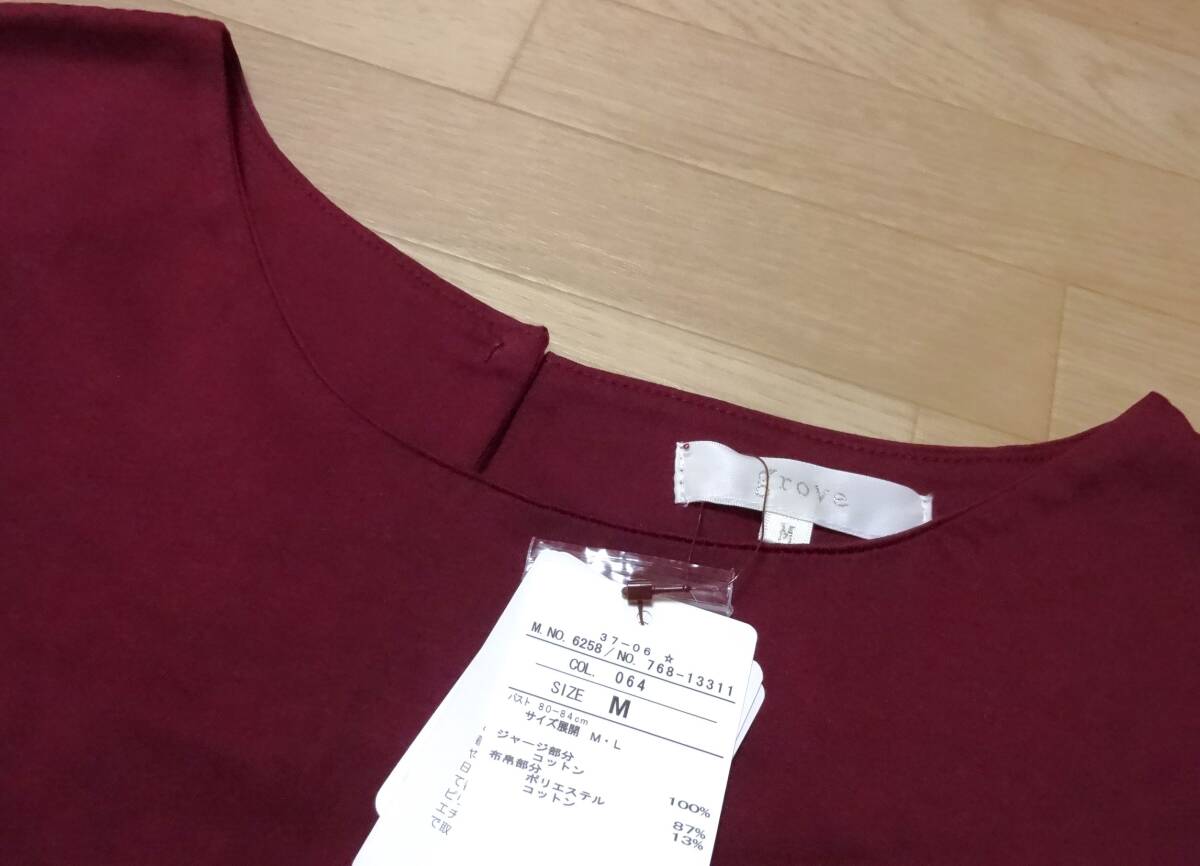 grove
M
37-06 ☆
M. NO. 6258/NO. 768-13311
COL. 064
SIZE M
バスト 80-84cm
サイズ展開 M・L
ジャージ部分
コットン 100%
布帛部分
ポリエステル 87%
コットン 13%
で取